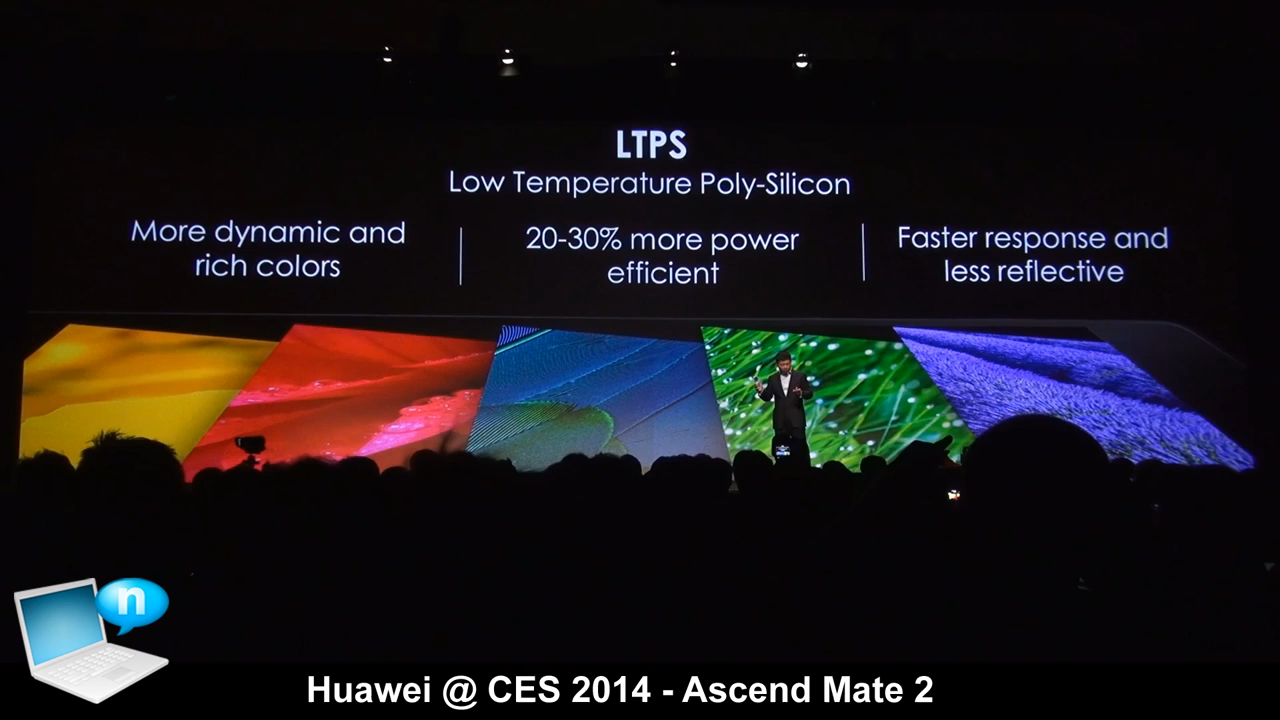 LTPS
Low Temperature Poly-Silicon
More dynamic and
rich colors
20-30% more power
efficient
Faster response and
less reflective
n
Huawei @ CES 2014 - Ascend Mate 2